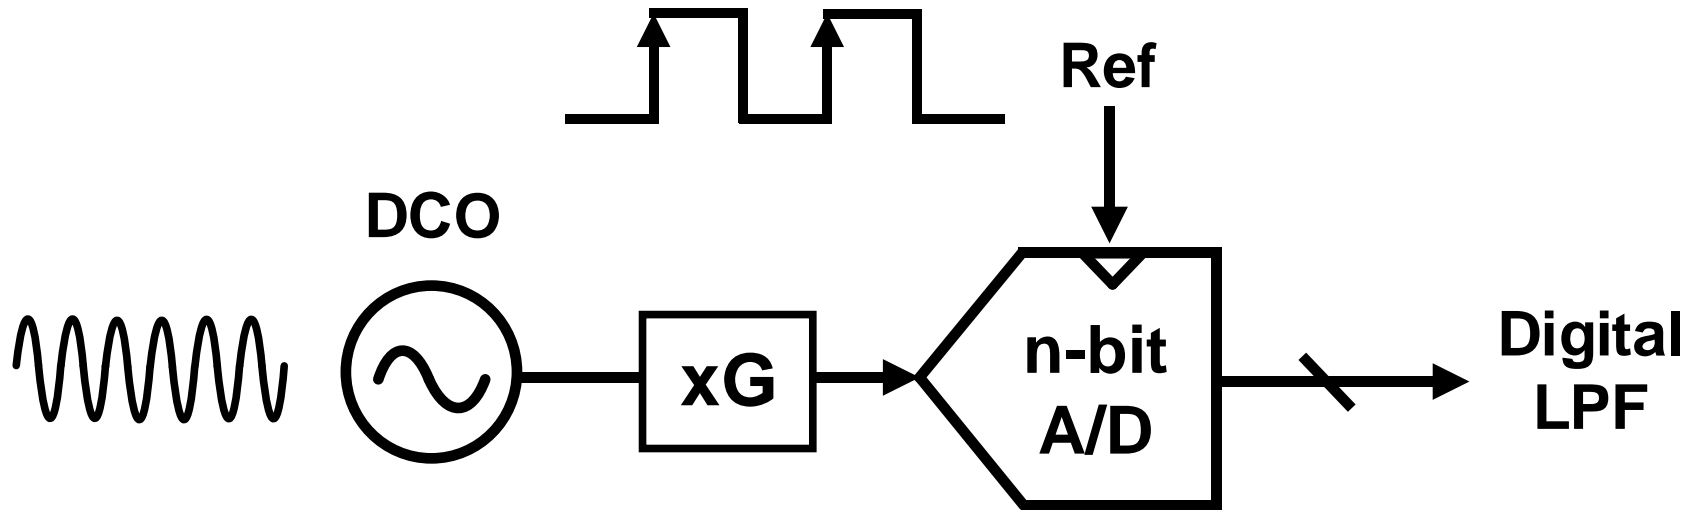 Ref
DCO
xG
n-bit
A/D
Digital
LPF